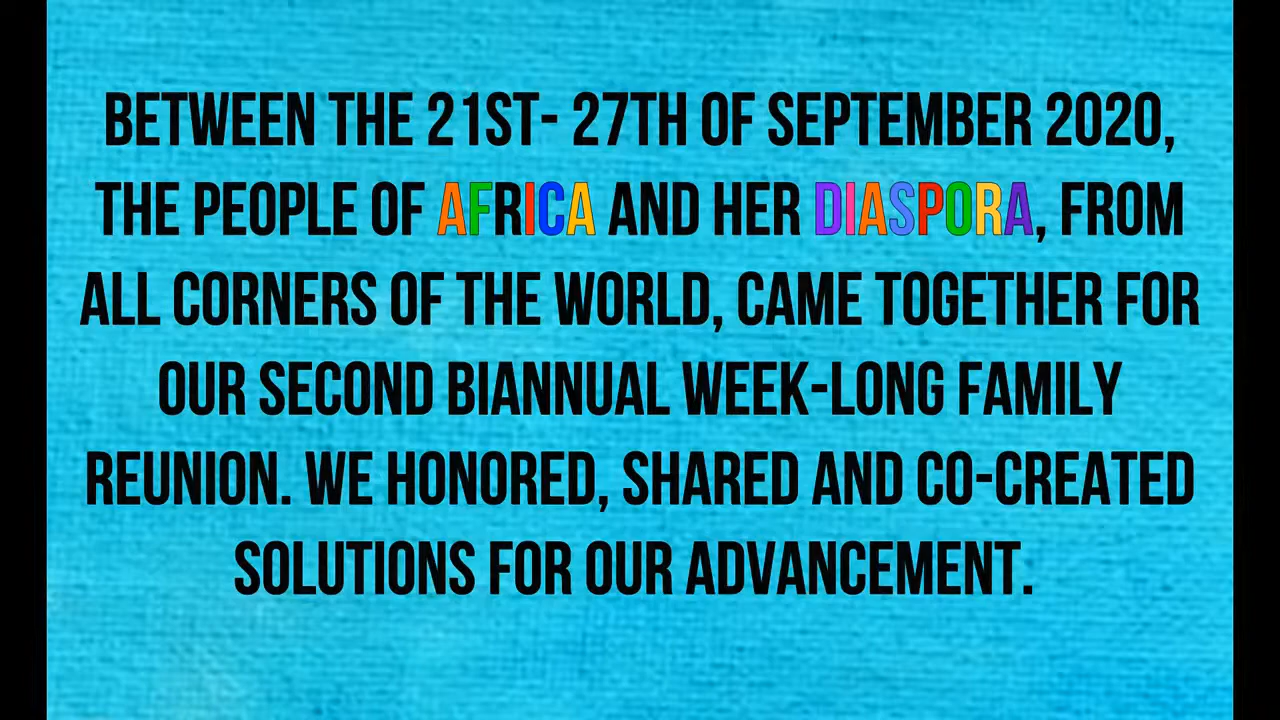 BETWEEN THE 21ST- 27TH OF SEPTEMBER 2020,
THE PEOPLE OF AFRICA AND HER DIASPORA, FROM
ALL CORNERS OF THE WORLD, CAME TOGETHER FOR
OUR SECOND BIANNUAL WEEK-LONG FAMILY
REUNION. WE HONORED, SHARED AND CO-CREATED
SOLUTIONS FOR OUR ADVANCEMENT.